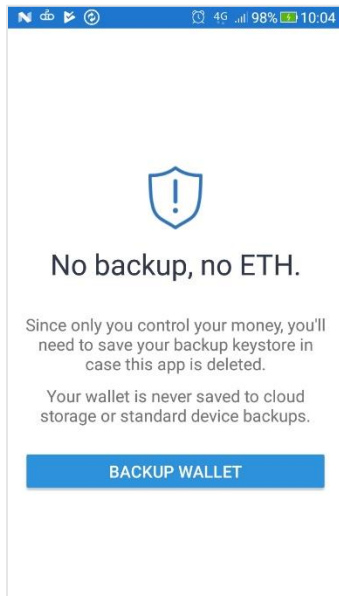 4G 98% 10:04
No backup, no ETH.
Since only you control your money, you'll
need to save your backup keystore in
case this app is deleted.
Your wallet is never saved to cloud
storage or standard device backups.
BACKUP WALLET